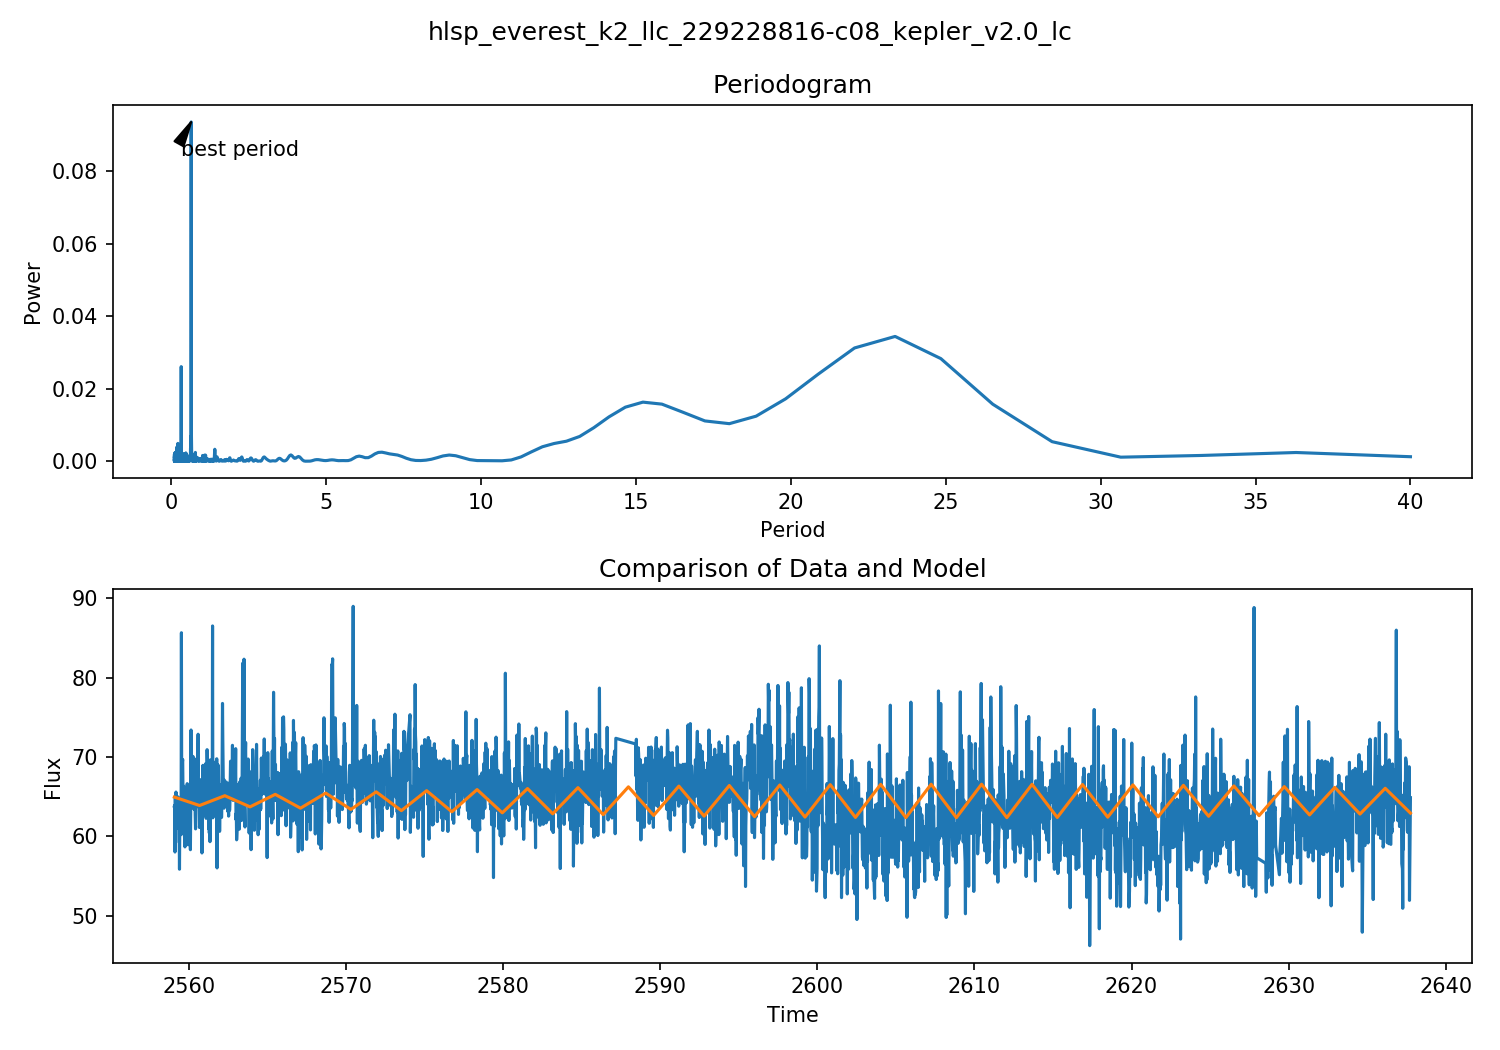 hlsp_everest_k2_llc_229228816-c08_kepler_v2.0_lc
Periodogram
best period
0.08
0.06
0.04
0.02
0.00
Power
0 5 10 15 20 25 30 35 40
Period
Comparison of Data and Model
90
80
70
60
50
Flux
2560 2570 2580 2590 2600 2610 2620 2630 2640
Time